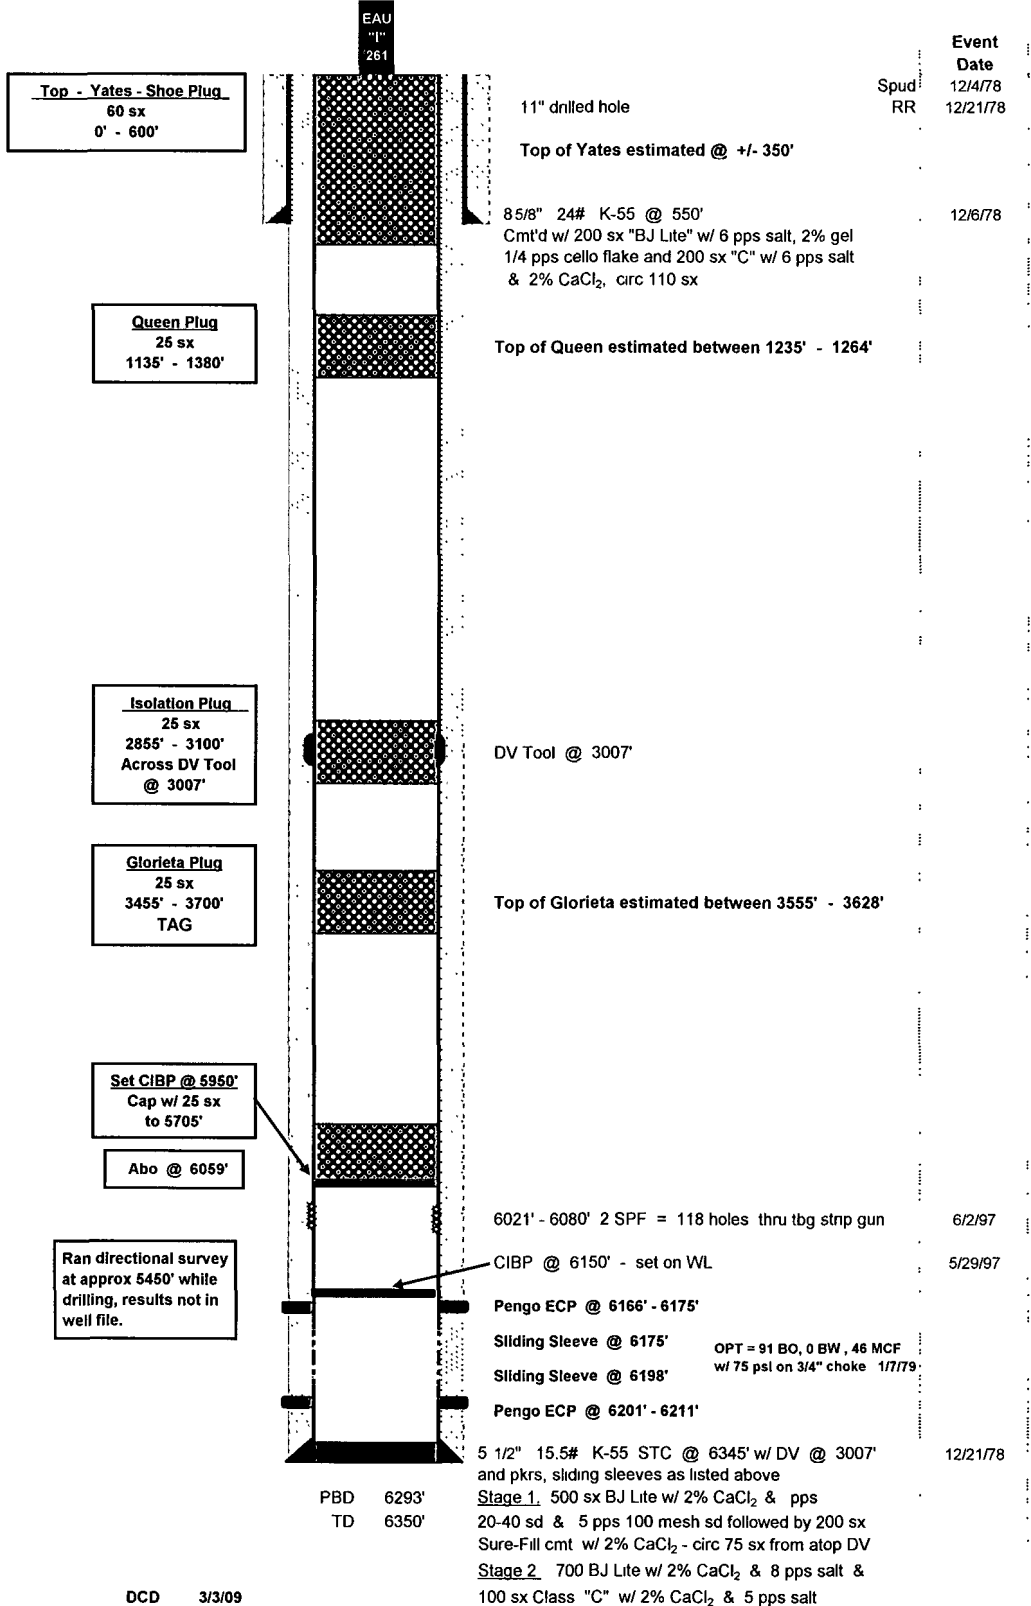 EAU
"I"
261
Event
Date
Spud 12/4/78
RR 12/21/78
Top - Yates - Shoe Plug
60 sx
0' - 600'
11" drilled hole
Top of Yates estimated @ +/- 350'
8 5/8" 24# K-55 @ 550' 12/6/78
Cmt'd w/ 200 sx "BJ Lite" w/ 6 pps salt, 2% gel
1/4 pps cello flake and 200 sx "C" w/ 6 pps salt
& 2% CaCl₂, circ 110 sx
Queen Plug
25 sx
1135' - 1380'
Top of Queen estimated between 1235' - 1264'
Isolation Plug
25 sx
2855' - 3100'
Across DV Tool
@ 3007'
DV Tool @ 3007'
Glorieta Plug
25 sx
3455' - 3700'
TAG
Top of Glorieta estimated between 3555' - 3628'
Set CIBP @ 5950'
Cap w/ 25 sx
to 5705'
Abo @ 6059'
6021' - 6080' 2 SPF = 118 holes thru tbg strip gun 6/2/97
Ran directional survey
at approx 5450' while
drilling, results not in
well file.
CIBP @ 6150' - set on WL 5/29/97
Pengo ECP @ 6166' - 6175'
Sliding Sleeve @ 6175'
OPT = 91 BO, 0 BW , 46 MCF
w/ 75 psi on 3/4" choke 1/7/79
Sliding Sleeve @ 6198'
Pengo ECP @ 6201' - 6211'
5 1/2" 15.5# K-55 STC @ 6345' w/ DV @ 3007' 12/21/78
and pkrs, sliding sleeves as listed above
PBD 6293'
TD 6350'
Stage 1. 500 sx BJ Lite w/ 2% CaCl₂ & pps
20-40 sd & 5 pps 100 mesh sd followed by 200 sx
Sure-Fill cmt w/ 2% CaCl₂ - circ 75 sx from atop DV
Stage 2 700 BJ Lite w/ 2% CaCl₂ & 8 pps salt &
100 sx Class "C" w/ 2% CaCl₂ & 5 pps salt
DCD 3/3/09